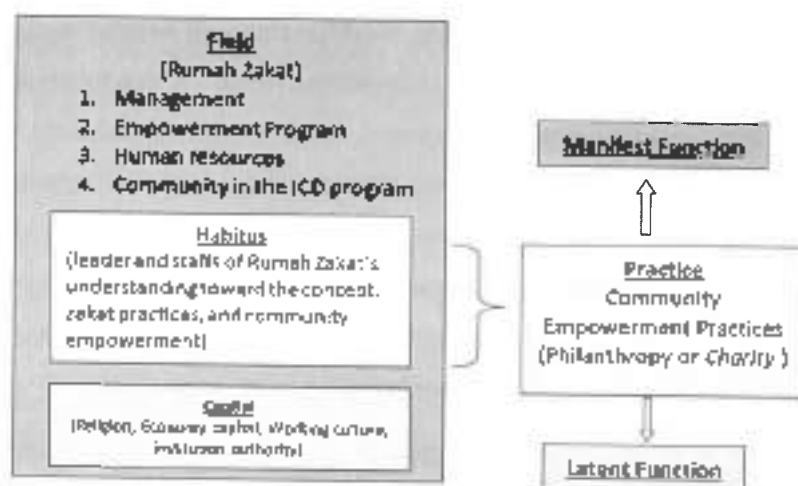 Field
(Rumah Zakat)
1. Management
2. Empowerment Program
3. Human resources
4. Community in the ICD program
Habitus
(leader and staffs of Rumah Zakat's
understanding toward the concept,
zakat practices, and community
empowerment)
Capital
(Religion, Economy capital, Working culture,
institution authority)
Manifest Function
Practice
Community
Empowerment Practices
(Philanthropy or Charity )
Latent Function